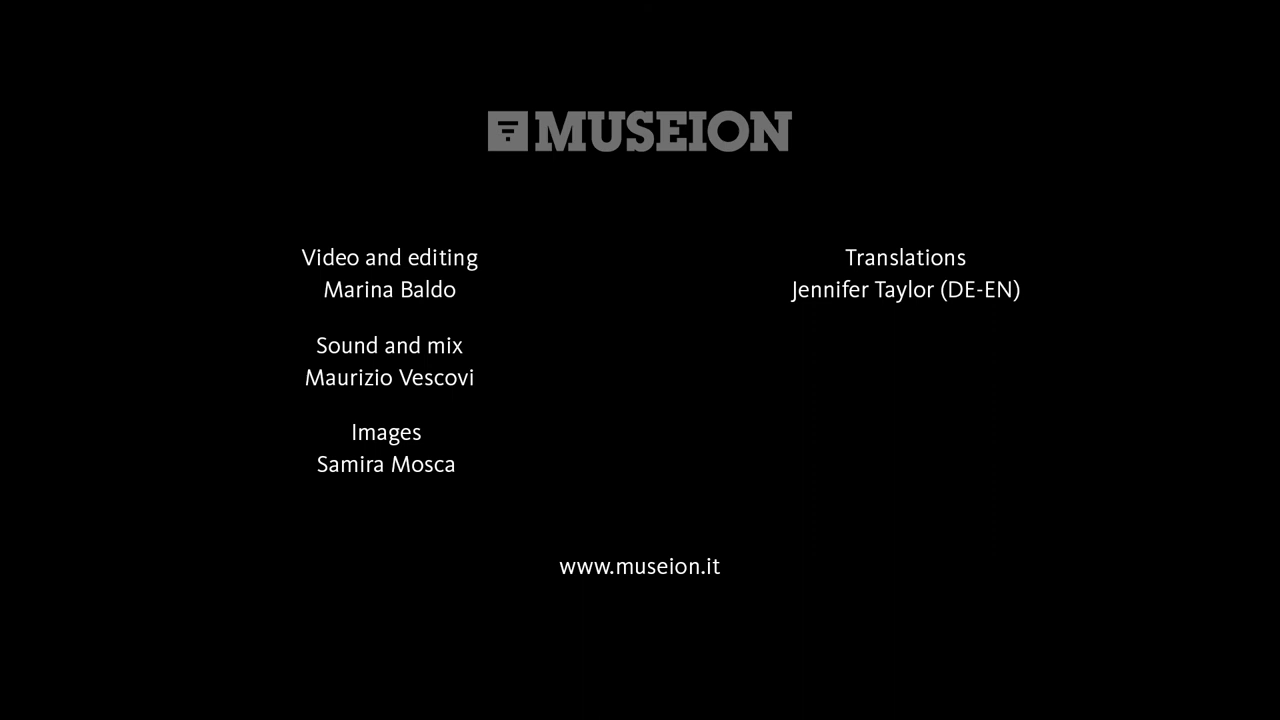 MUSEION
Video and editing
Marina Baldo
Sound and mix
Maurizio Vescovi
Images
Samira Mosca
Translations
Jennifer Taylor (DE-EN)
www.museion.it